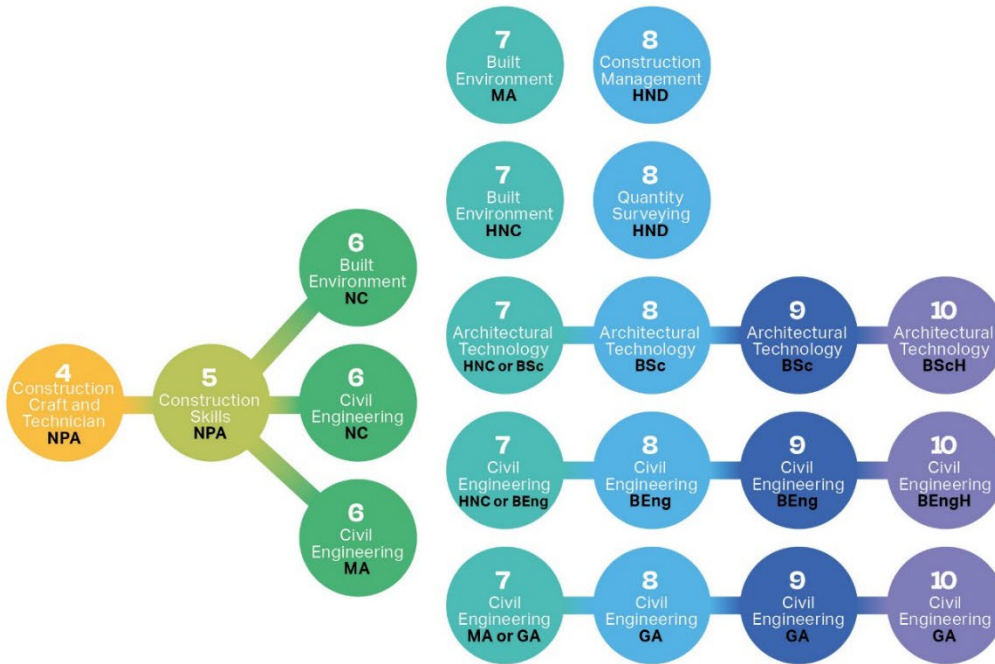 7
Built
Environment
MA
8
Construction
Management
HND
7
Built
Environment
HNC
8
Quantity
Surveying
HND
6
Built
Environment
NC
7
Architectural
Technology
HNC or BSc
8
Architectural
Technology
BSc
9
Architectural
Technology
BSc
10
Architectural
Technology
BScH
4
Construction
Craft and
Technician
NPA
5
Construction
Skills
NPA
6
Civil
Engineering
NC
7
Civil
Engineering
HNC or BEng
8
Civil
Engineering
BEng
9
Civil
Engineering
BEng
10
Civil
Engineering
BEngH
6
Civil
Engineering
MA
7
Civil
Engineering
MA or GA
8
Civil
Engineering
GA
9
Civil
Engineering
GA
10
Civil
Engineering
GA